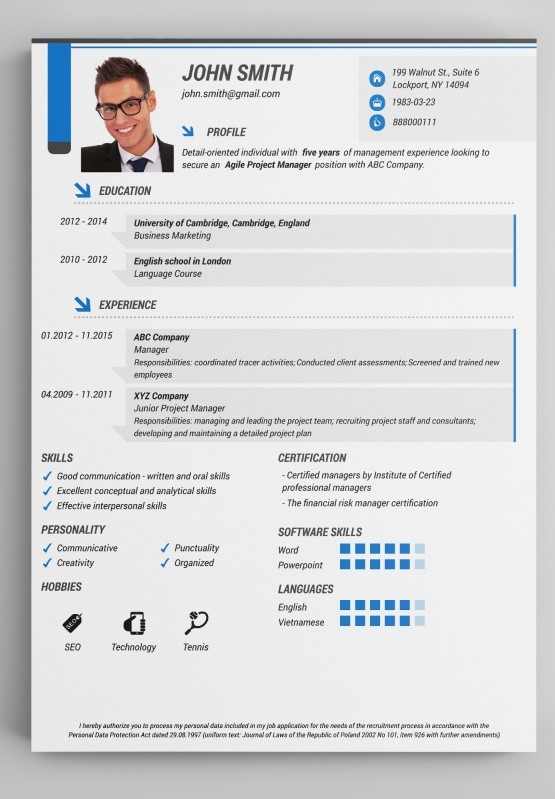 JOHN SMITH
john.smith@gmail.com
199 Walnut St., Suite 6
Lockport, NY 14094
1983-03-23
888000111
PROFILE
Detail-oriented individual with five years of management experience looking to
secure an Agile Project Manager position with ABC Company.
EDUCATION
2012 - 2014
University of Cambridge, Cambridge, England
Business Marketing
2010 - 2012
English school in London
Language Course
EXPERIENCE
01.2012 - 11.2015
ABC Company
Manager
Responsibilities: coordinated tracer activities; Conducted client assessments; Screened and trained new
employees
04.2009 - 11.2011
XYZ Company
Junior Project Manager
Responsibilities: managing and leading the project team; recruiting project staff and consultants;
developing and maintaining a detailed project plan
SKILLS
Good communication - written and oral skills
Excellent conceptual and analytical skills
Effective interpersonal skills
PERSONALITY
Communicative
Punctuality
Creativity
Organized
HOBBIES
SEO
SEO
Technology
Tennis
CERTIFICATION
- Certified managers by Institute of Certified
professional managers
- The financial risk manager certification
SOFTWARE SKILLS
Word
Powerpoint
LANGUAGES
English
Vietnamese
I hereby authorize you to process my personal data included in my job application for the needs of the recruitment process in accordance with the
Personal Data Protection Act dated 29.08.1997 (uniform text: Journal of Laws of the Republic of Poland 2002 No 101, item 926 with further amendments)